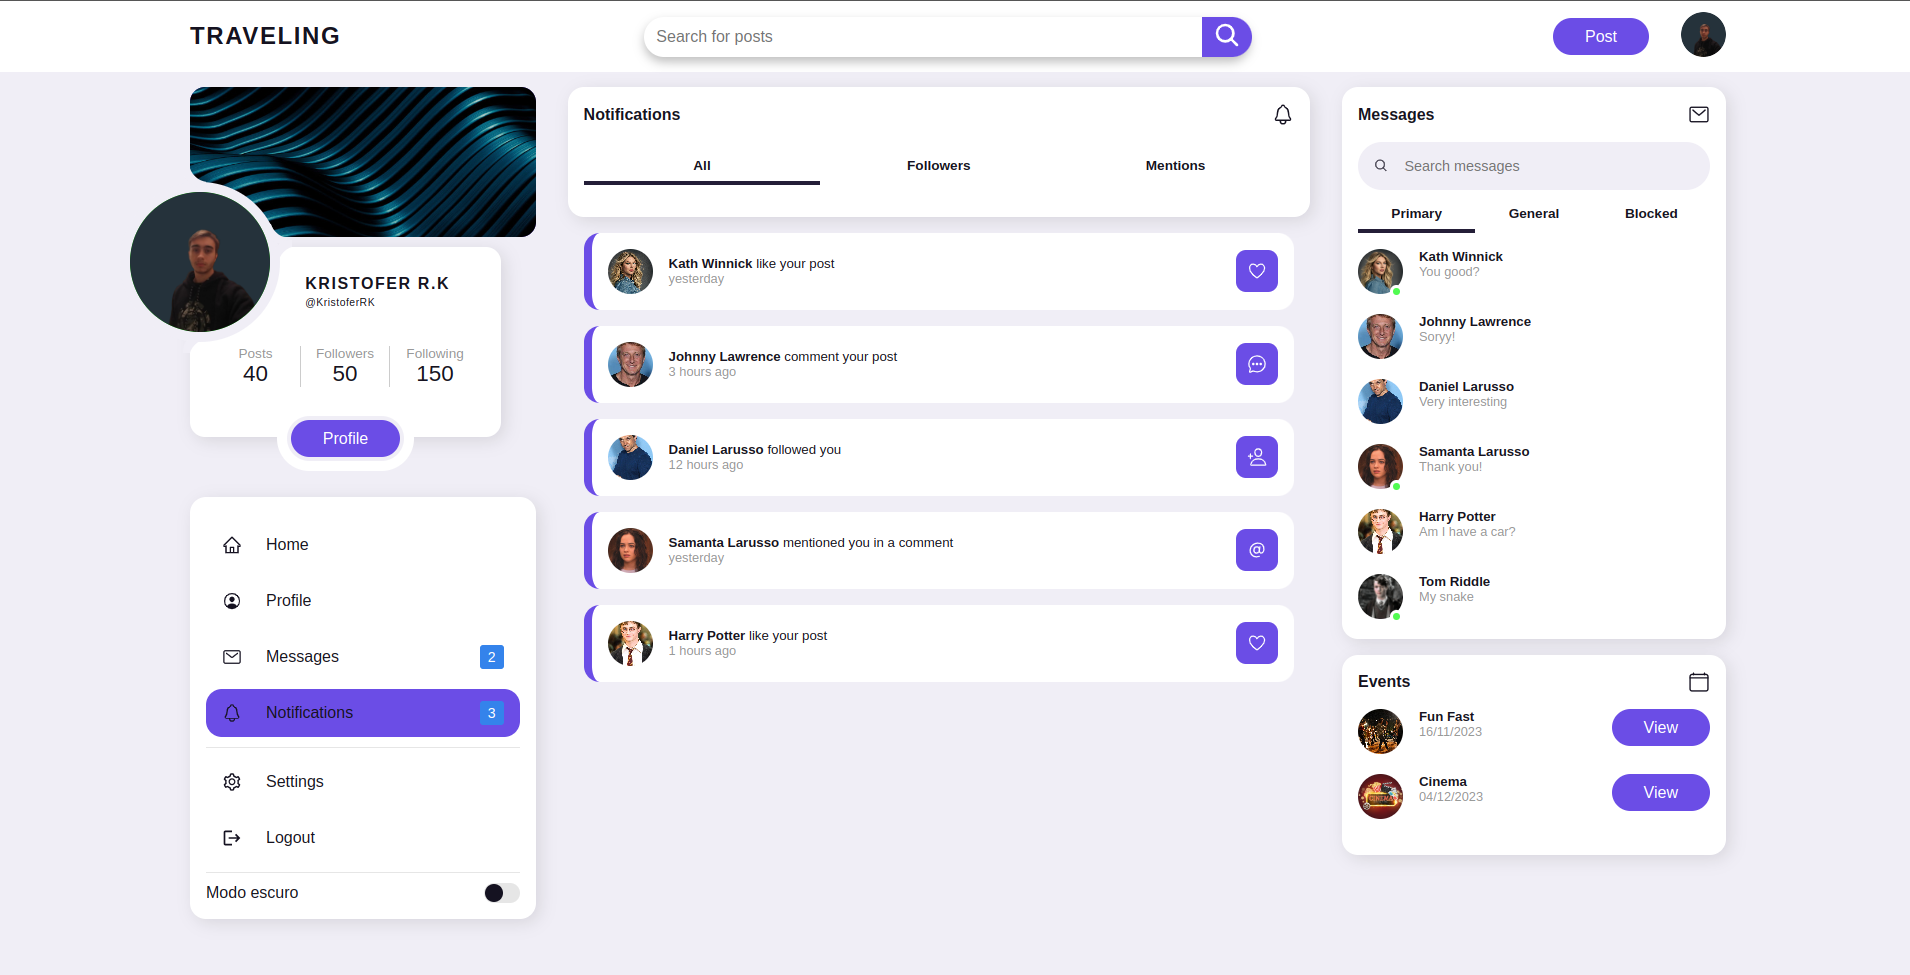 TRAVELING
Search for posts
Post
KRISTOFER R.K
@KristoferRK
Posts
40
Followers
50
Following
150
Profile
Home
Profile
Messages
2
Notifications
3
Settings
Logout
Modo escuro
Notifications
All
Followers
Mentions
Kath Winnick like your post
yesterday
Johnny Lawrence comment your post
3 hours ago
Daniel Larusso followed you
12 hours ago
Samanta Larusso mentioned you in a comment
yesterday
@
Harry Potter like your post
1 hours ago
Messages
Search messages
Primary
General
Blocked
Kath Winnick
You good?
Johnny Lawrence
Soryy!
Daniel Larusso
Very interesting
Samanta Larusso
Thank you!
Harry Potter
Am I have a car?
Tom Riddle
My snake
Events
Fun Fast
16/11/2023
View
Cinema
04/12/2023
View